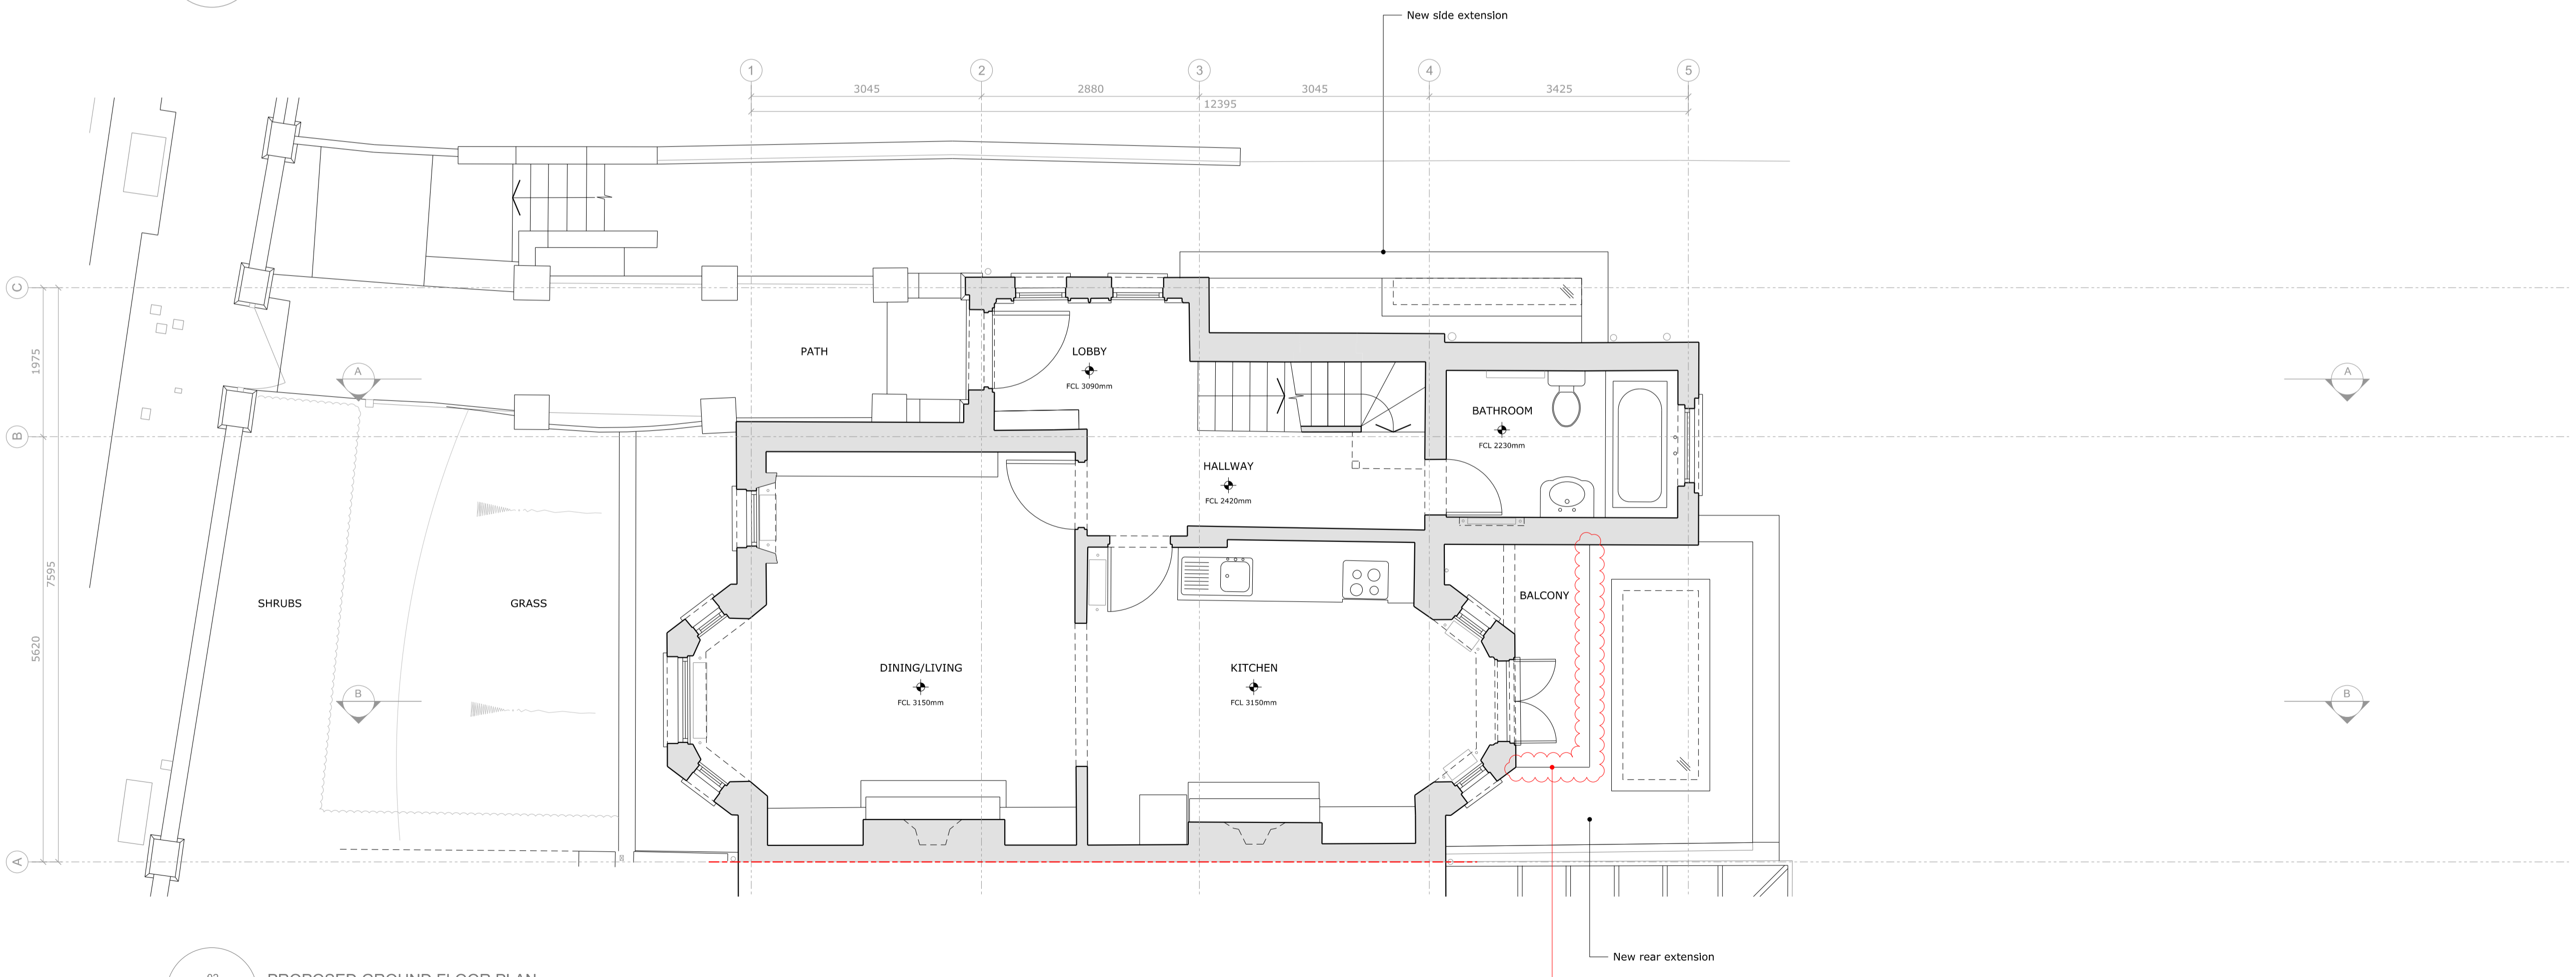 New side extension
1
2
3
4
5
3045
2880
3045
3425
12395
C
B
A
1975
5620
7595
A
A
B
B
PATH
LOBBY
FCL 3090mm
BATHROOM
FCL 2230mm
HALLWAY
FCL 2420mm
SHRUBS
GRASS
BALCONY
DINING/LIVING
FCL 3150mm
KITCHEN
FCL 3150mm
New rear extension